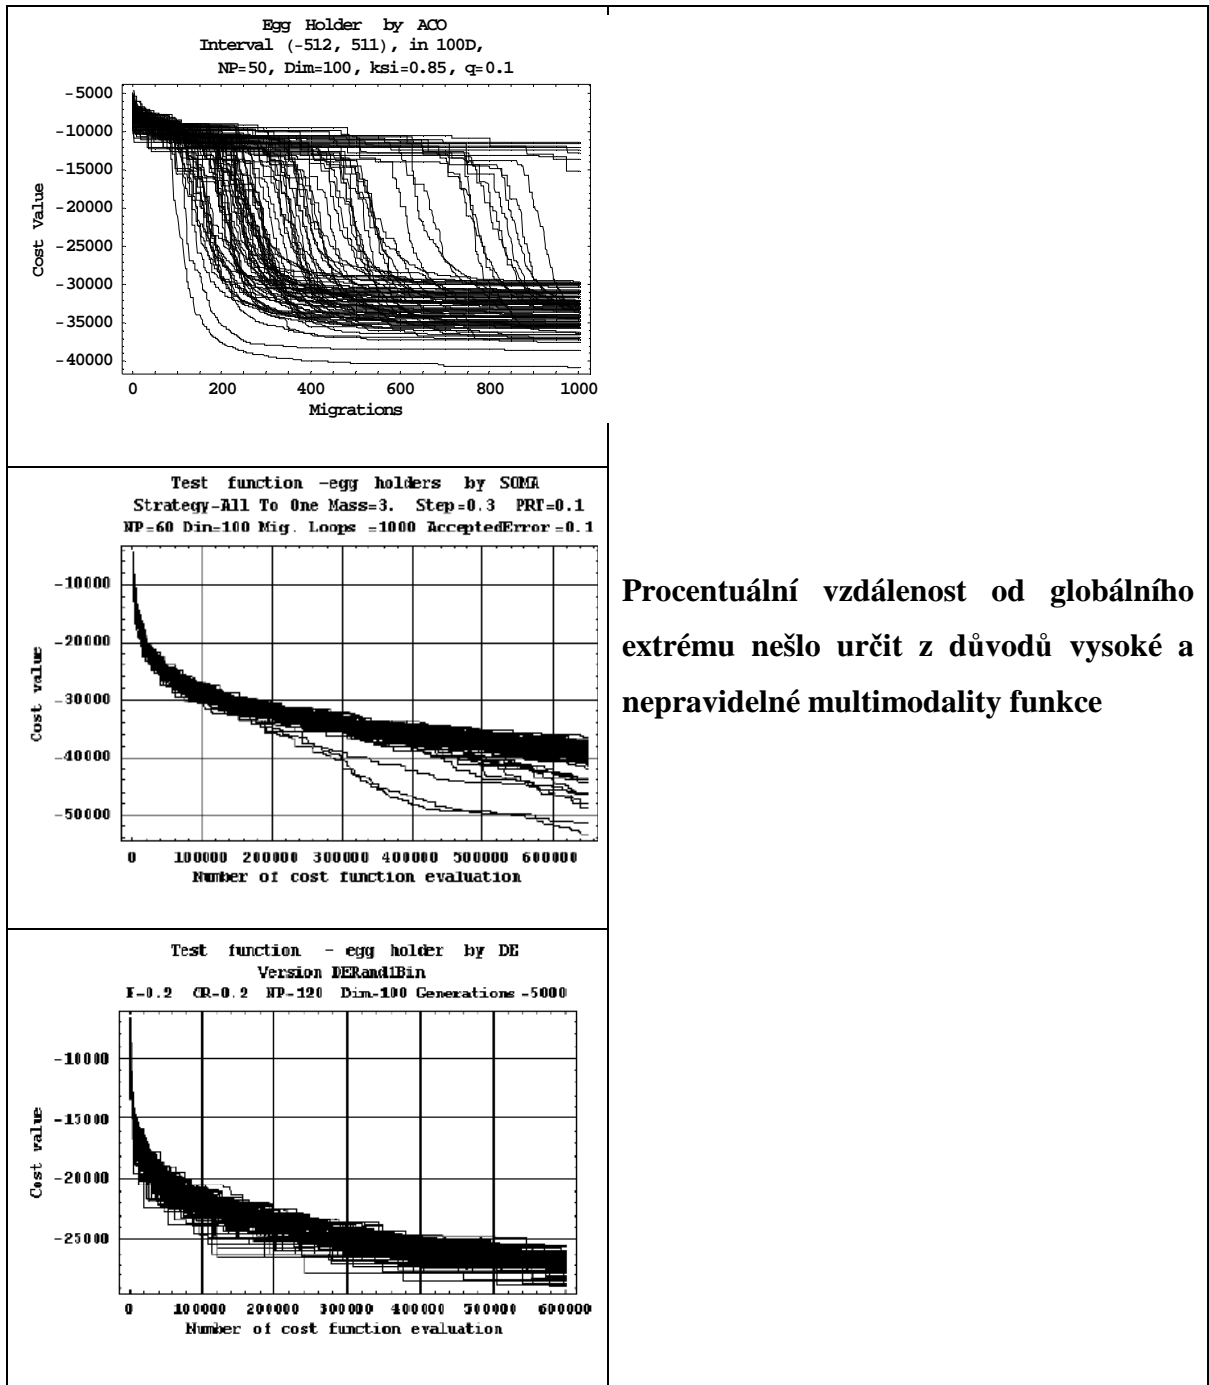 Egg Holder by ACO
Interval (-512, 511), in 100D,
NP=50, Dim=100, ksi=0.85, q=0.1
-5000
-10000
-15000
-20000
-25000
-30000
-35000
-40000
Cost Value
0 200 400 600 800 1000
Migrations
Test function -egg holders by SOMA
Strategy-All To One Mass=3. Step=0.3 PRT=0.1
NP=60 Dim=100 Mig. Loops =1000 AcceptedError =0.1
-10000
-20000
-30000
-40000
-50000
Cost value
0 100000 200000 300000 400000 500000 600000
Number of cost function evaluation
Procentuální vzdálenost od globálního
extrému nešlo určit z důvodů vysoké a
nepravidelné multimodality funkce
Test function - egg holder by DE
Version DERand1Bin
F-0.2 CR-0.2 NP-120 Dim-100 Generations -5000
-10000
-15000
-20000
-25000
Cost value
0 100000 200000 300000 400000 500000 600000
Number of cost function evaluation